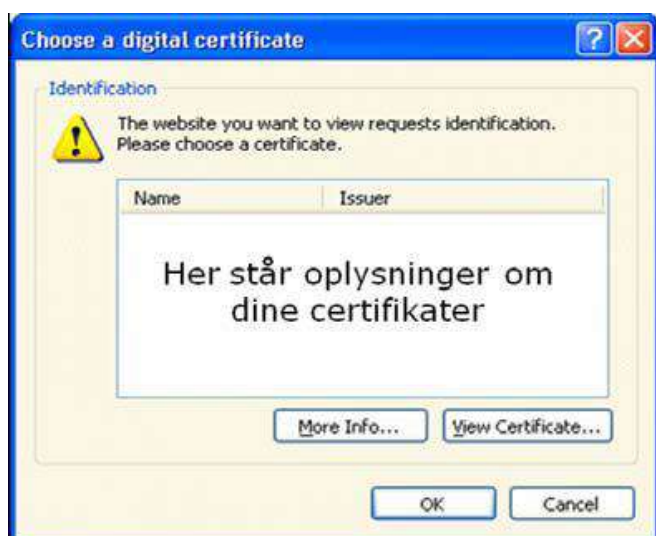 Choose a digital certificate
Identification
The website you want to view requests identification.
Please choose a certificate.
Name Issuer
Her står oplysninger om
dine certifikater
More Info... View Certificate...
OK Cancel